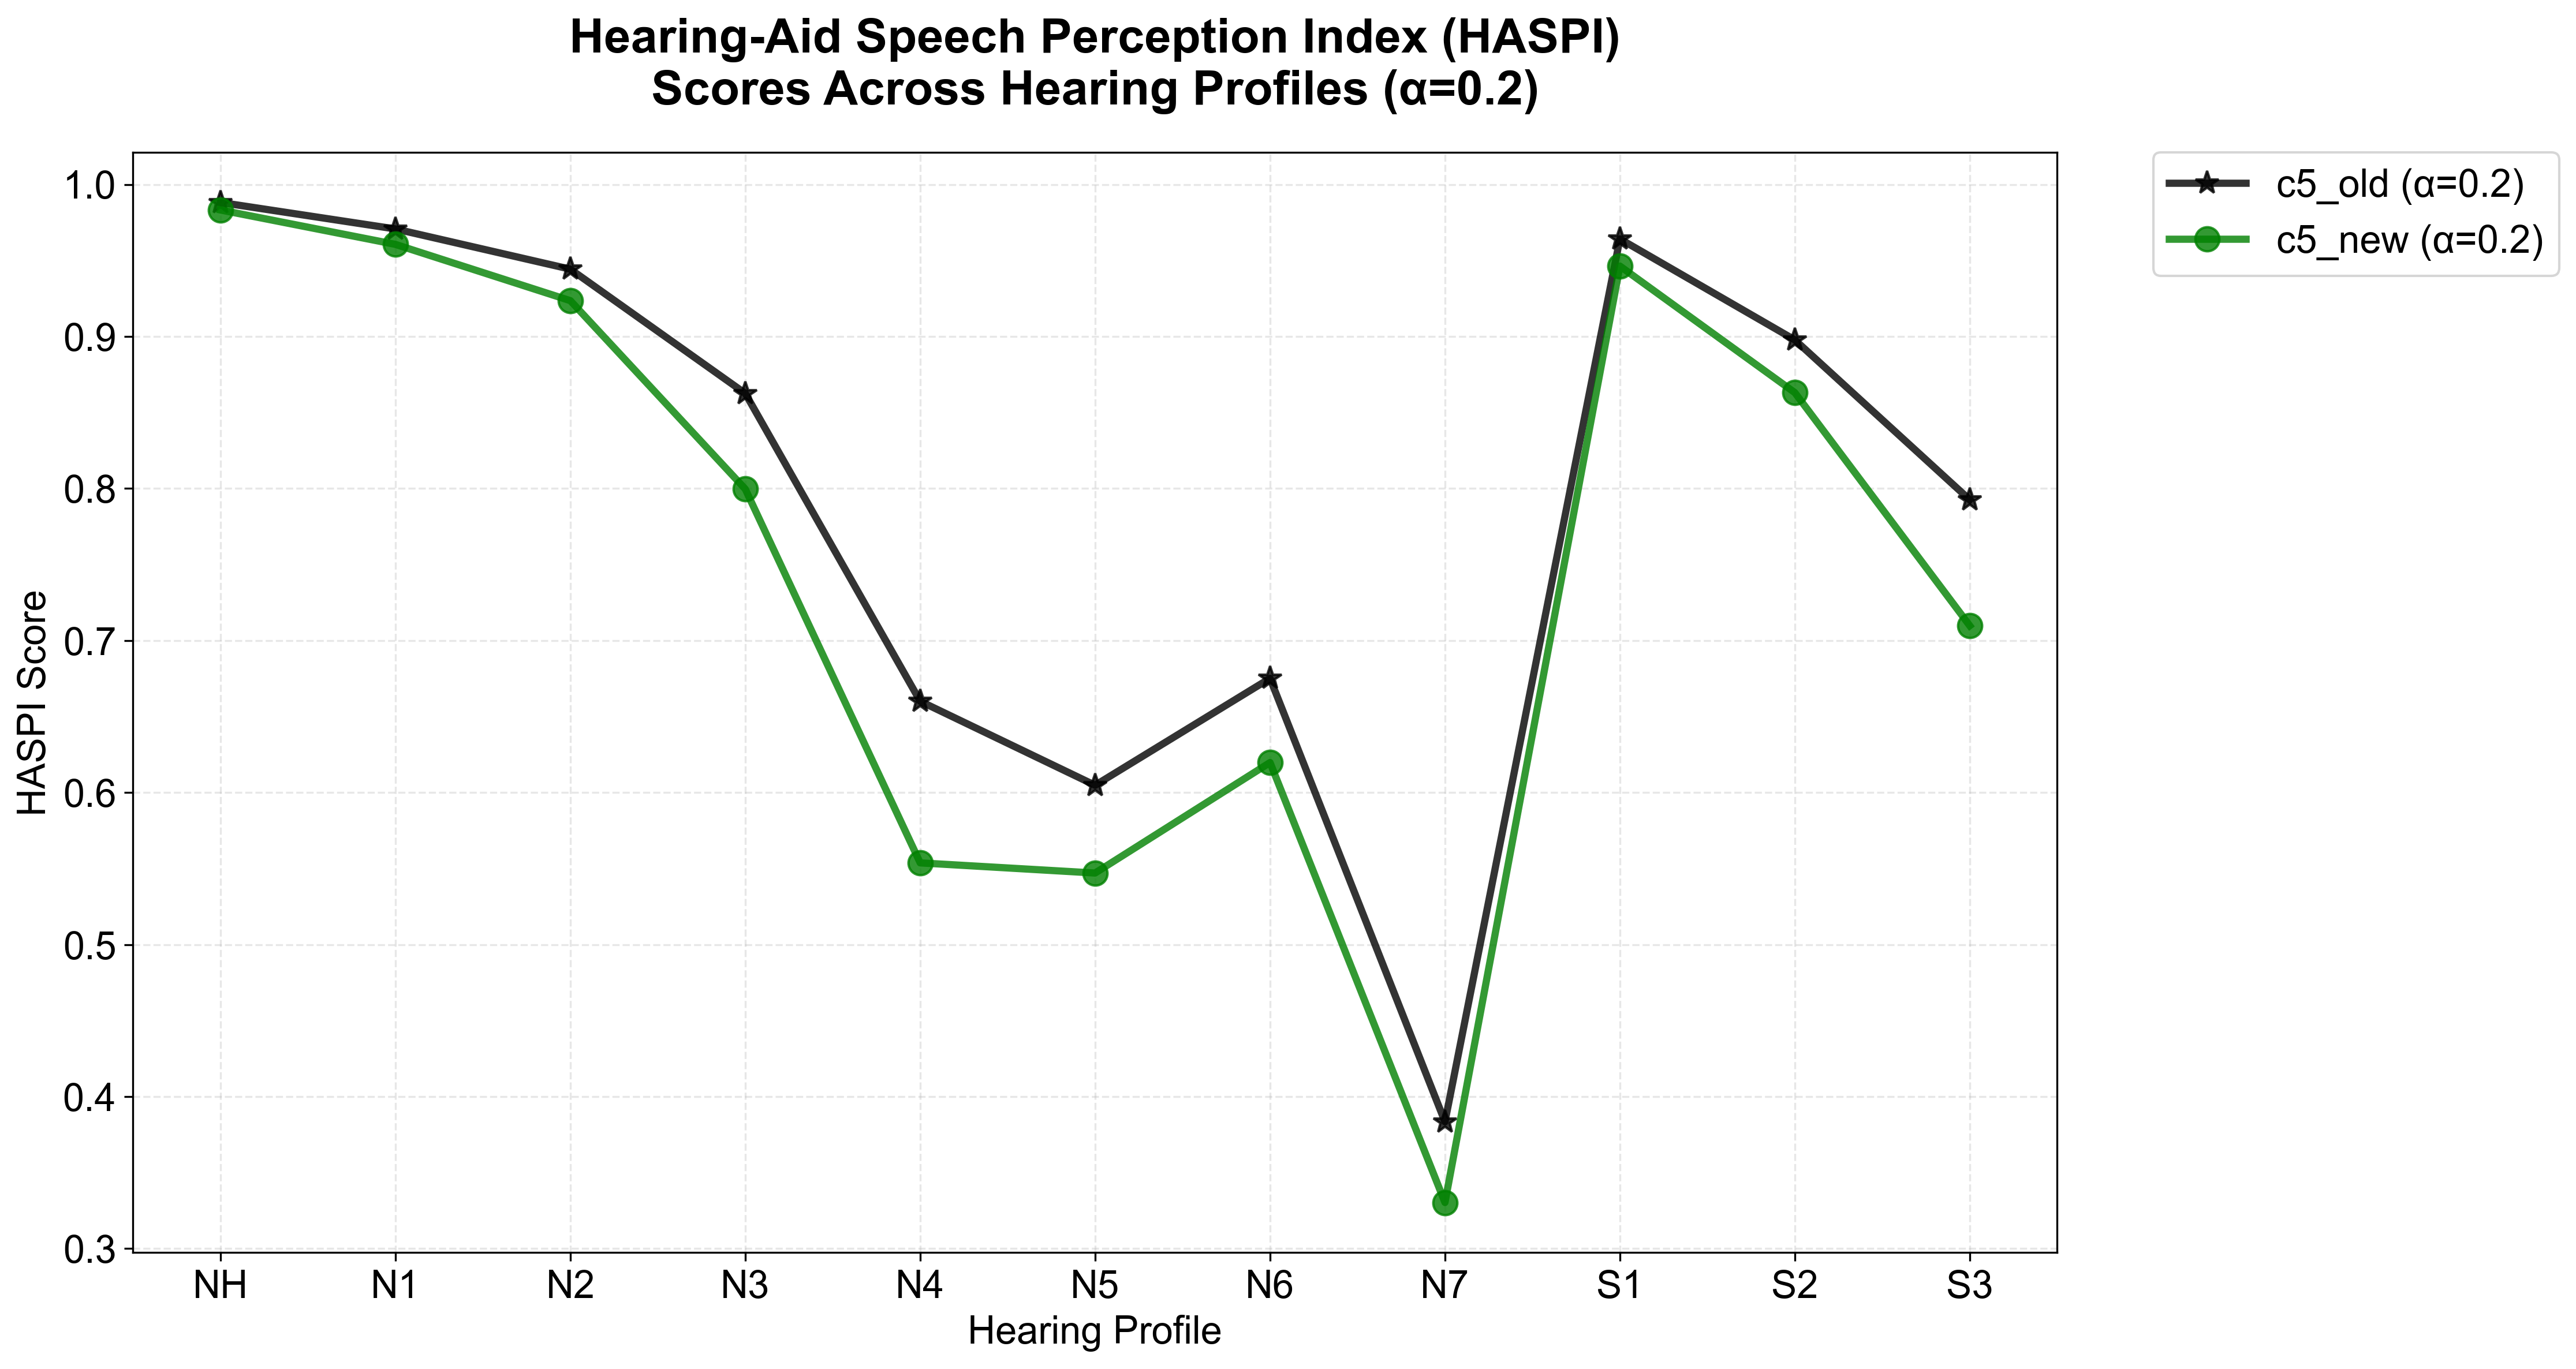 Hearing-Aid Speech Perception Index (HASPI)
Scores Across Hearing Profiles (α=0.2)
c5_old (α=0.2)
c5_new (α=0.2)
HASPI Score
1.0
0.9
0.8
0.7
0.6
0.5
0.4
0.3
NH N1 N2 N3 N4 N5 N6 N7 S1 S2 S3
Hearing Profile